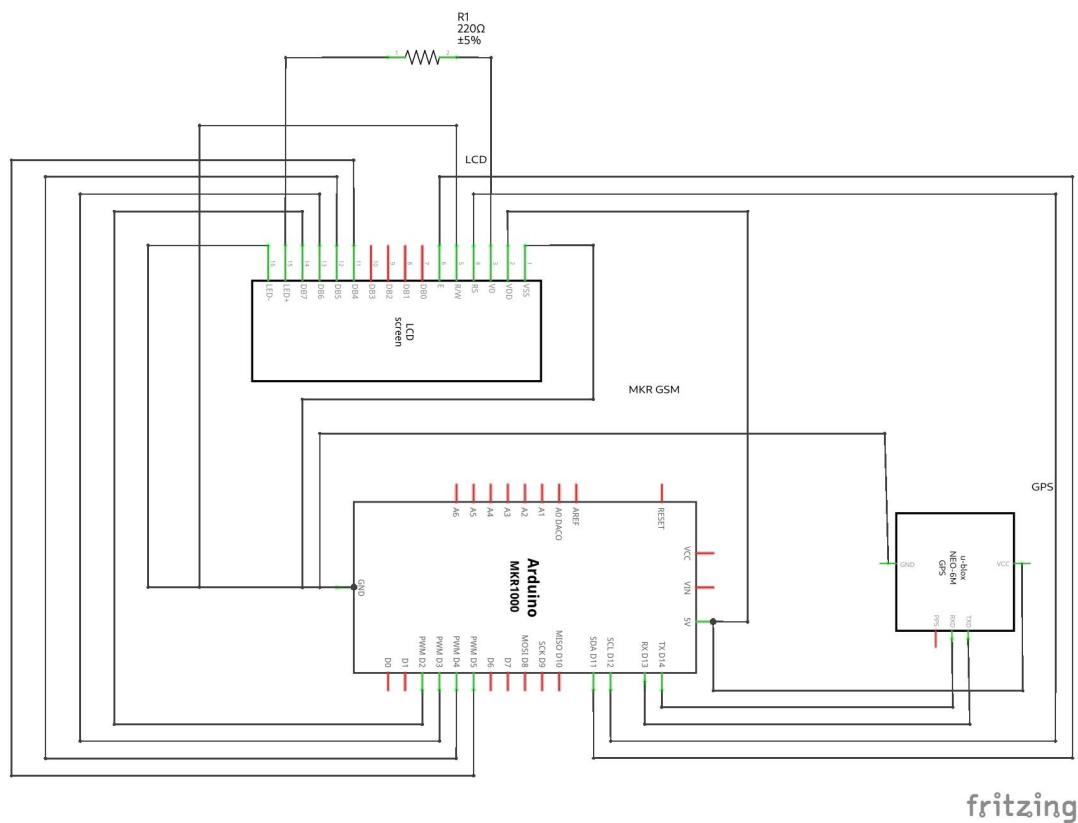 R1
220Ω
±5%
1
2
LCD
16
15
14
13
12
11
10
9
8
7
6
5
4
3
2
1
LED-
LED+
DB7
DB6
DB5
DB4
DB3
DB2
DB1
DB0
E
R/W
RS
V0
VDD
VSS
LCD
screen
MKR GSM
GPS
A6
A5
A4
A3
A2
A1
A0 DAC0
AREF
RESET
VCC
VIN
5V
GND
Arduino
MKR1000
D0
D1
PWM D2
PWM D3
PWM D4
PWM D5
D6
D7
MOSI D8
SCK D9
MISO D10
SDA D11
SCL D12
RX D13
TX D14
u-blox
NEO-6M
GPS
GND
VCC
PPS
RXD
TXD
fritzing